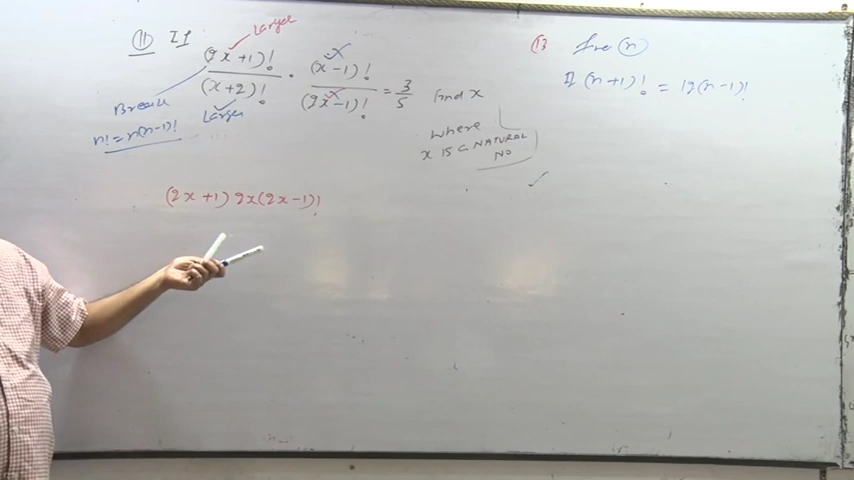 (11) If
Larger
(2x+1)! / (x+2)! · (x-1)! / (2x-1)! = 3/5 find x
Larger
Break
n! = n(n-1)!
where
x is a NATURAL
NO
(2x+1) 2x(2x-1)!
(13
If (n+1)! = 12(n-1)!